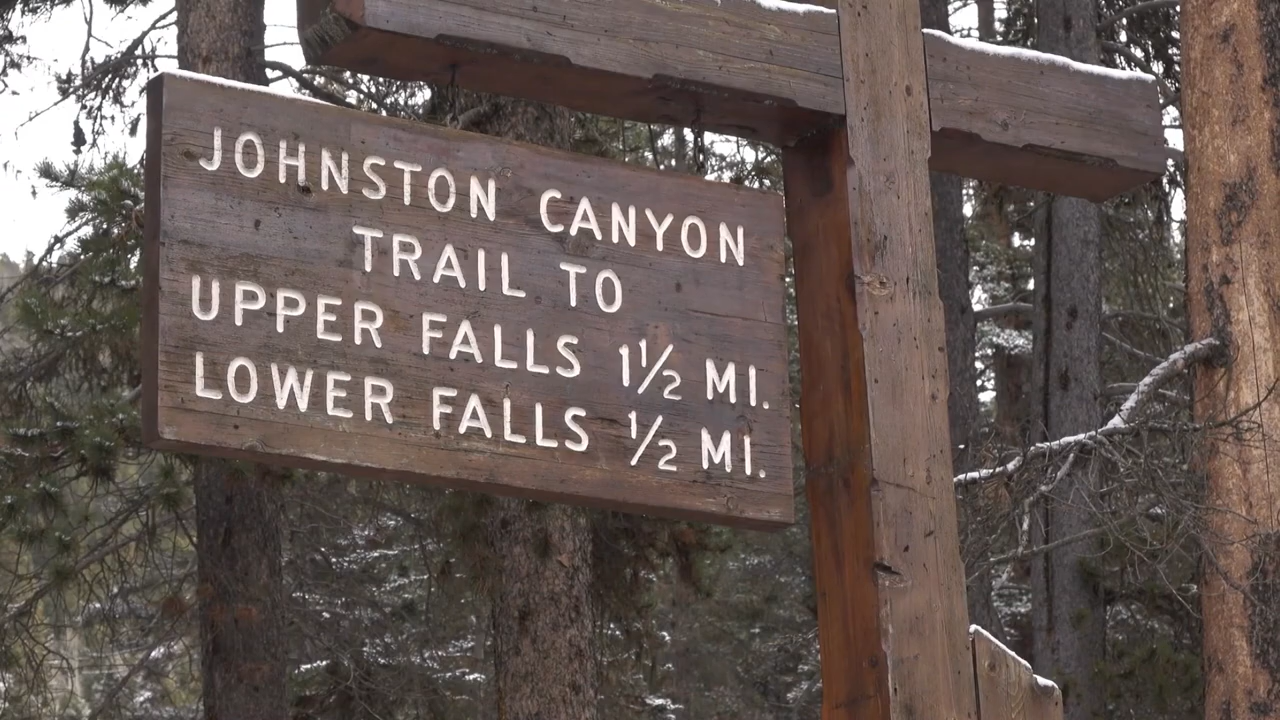 JOHNSTON CANYON
TRAIL TO
UPPER FALLS 1½ MI.
LOWER FALLS ½ MI.